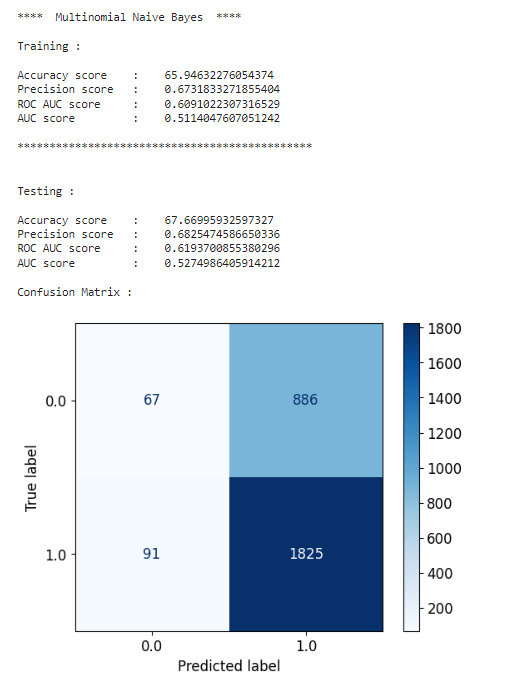 **** Multinomial Naive Bayes ****
Training :
Accuracy score : 65.94632276054374
Precision score : 0.6731833271855404
ROC AUC score : 0.6091022307316529
AUC score : 0.5114047607051242
**********************************************
Testing :
Accuracy score : 67.66995932597327
Precision score : 0.6825474586650336
ROC AUC score : 0.6193700855380296
AUC score : 0.5274986405914212
Confusion Matrix :
1800
1600
1400
1200
1000
800
600
400
200
0.0
67
886
True label
1.0
91
1825
0.0
1.0
Predicted label